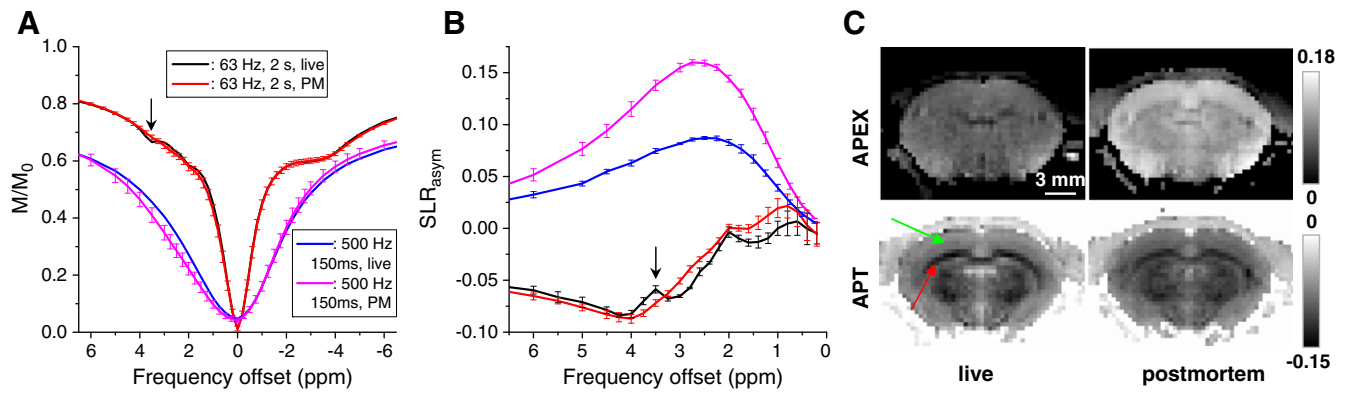 A
B
C
1.0
0.8
0.6
0.4
0.2
0.0
M/M0
6
4
2
0
-2
-4
-6
Frequency offset (ppm)
: 63 Hz, 2 s, live
: 63 Hz, 2 s, PM
: 500 Hz
150ms, live
: 500 Hz
150ms, PM
0.15
0.10
0.05
0.00
-0.05
-0.10
SLRasym
6
5
4
3
2
1
0
Frequency offset (ppm)
APEX
APT
3 mm
0.18
0
0
-0.15
live
postmortem